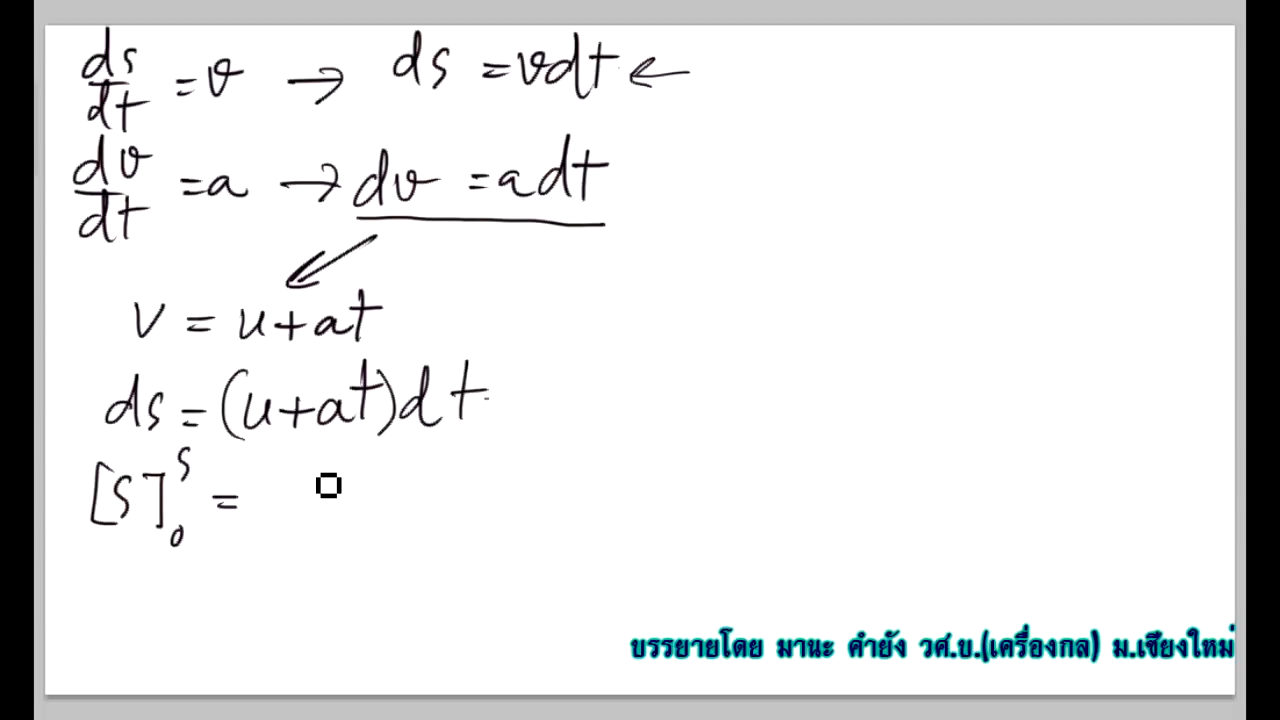 ds/dt = v → ds = vdt ←
dv/dt = a → dv = adt
v = u+at
ds = (u+at)dt
[s]₀ˢ =
บรรยายโดย มานะ คำยัง วศ.บ.(เครื่องกล) ม.เชียงใหม่